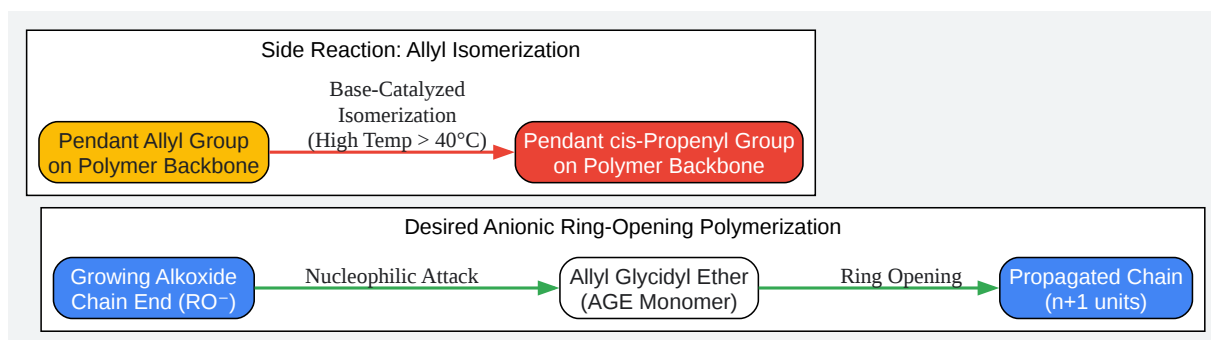 Side Reaction: Allyl Isomerization
Base-Catalyzed
Isomerization
(High Temp > 40°C)
Pendant Allyl Group
on Polymer Backbone
Pendant cis-Propenyl Group
on Polymer Backbone
Desired Anionic Ring-Opening Polymerization
Growing Alkoxide
Chain End (RO⁻)
Nucleophilic Attack
Allyl Glycidyl Ether
(AGE Monomer)
Ring Opening
Propagated Chain
(n+1 units)